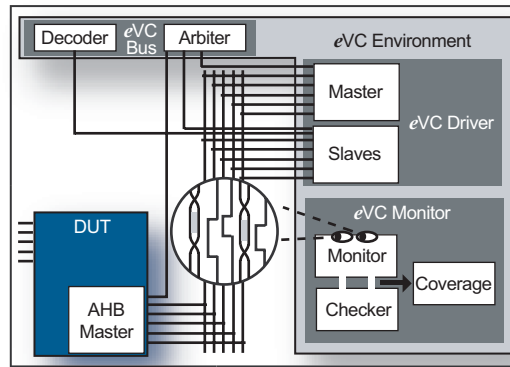 Decoder
eVC
Bus
Arbiter
eVC Environment
Master
eVC Driver
Slaves
eVC Monitor
DUT
Monitor
Coverage
Checker
AHB
Master